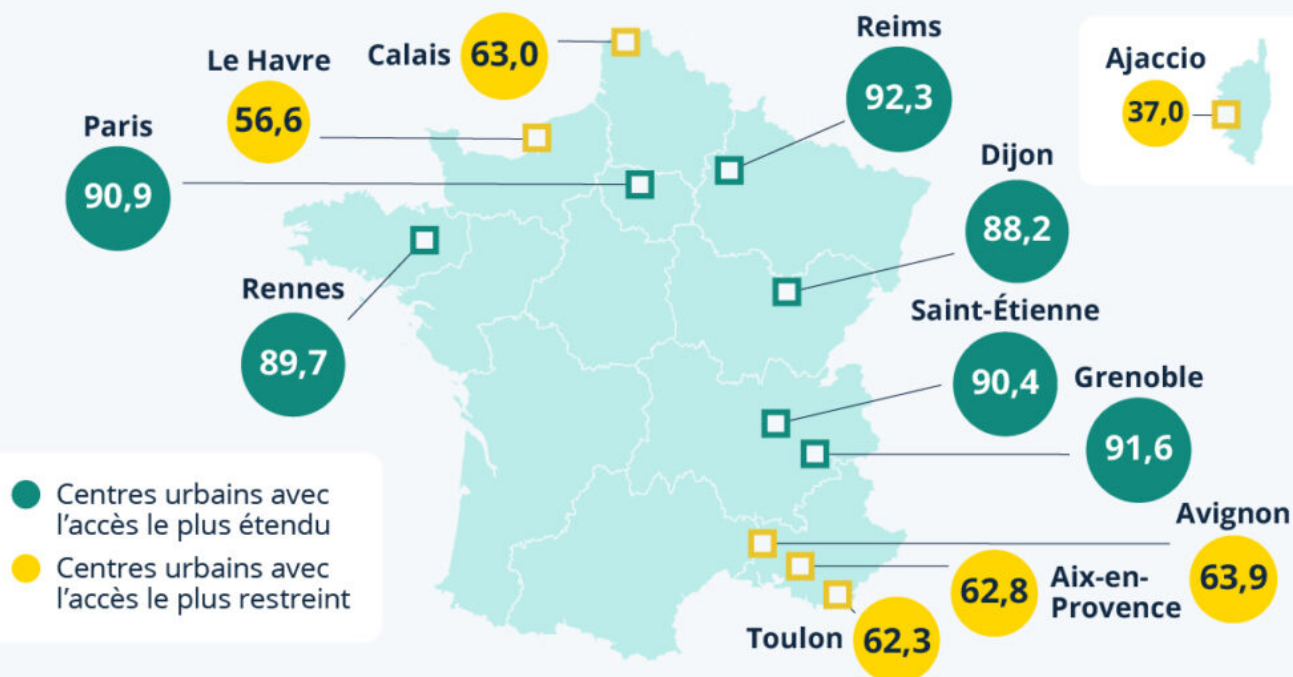 Reims
92,3
Calais
63,0
Le Havre
56,6
Ajaccio
37,0
Paris
90,9
Dijon
88,2
Rennes
89,7
Saint-Étienne
90,4
Grenoble
91,6
Centres urbains avec
l’accès le plus étendu
Centres urbains avec
l’accès le plus restreint
Avignon
63,9
Aix-en-
Provence
62,8
Toulon
62,3